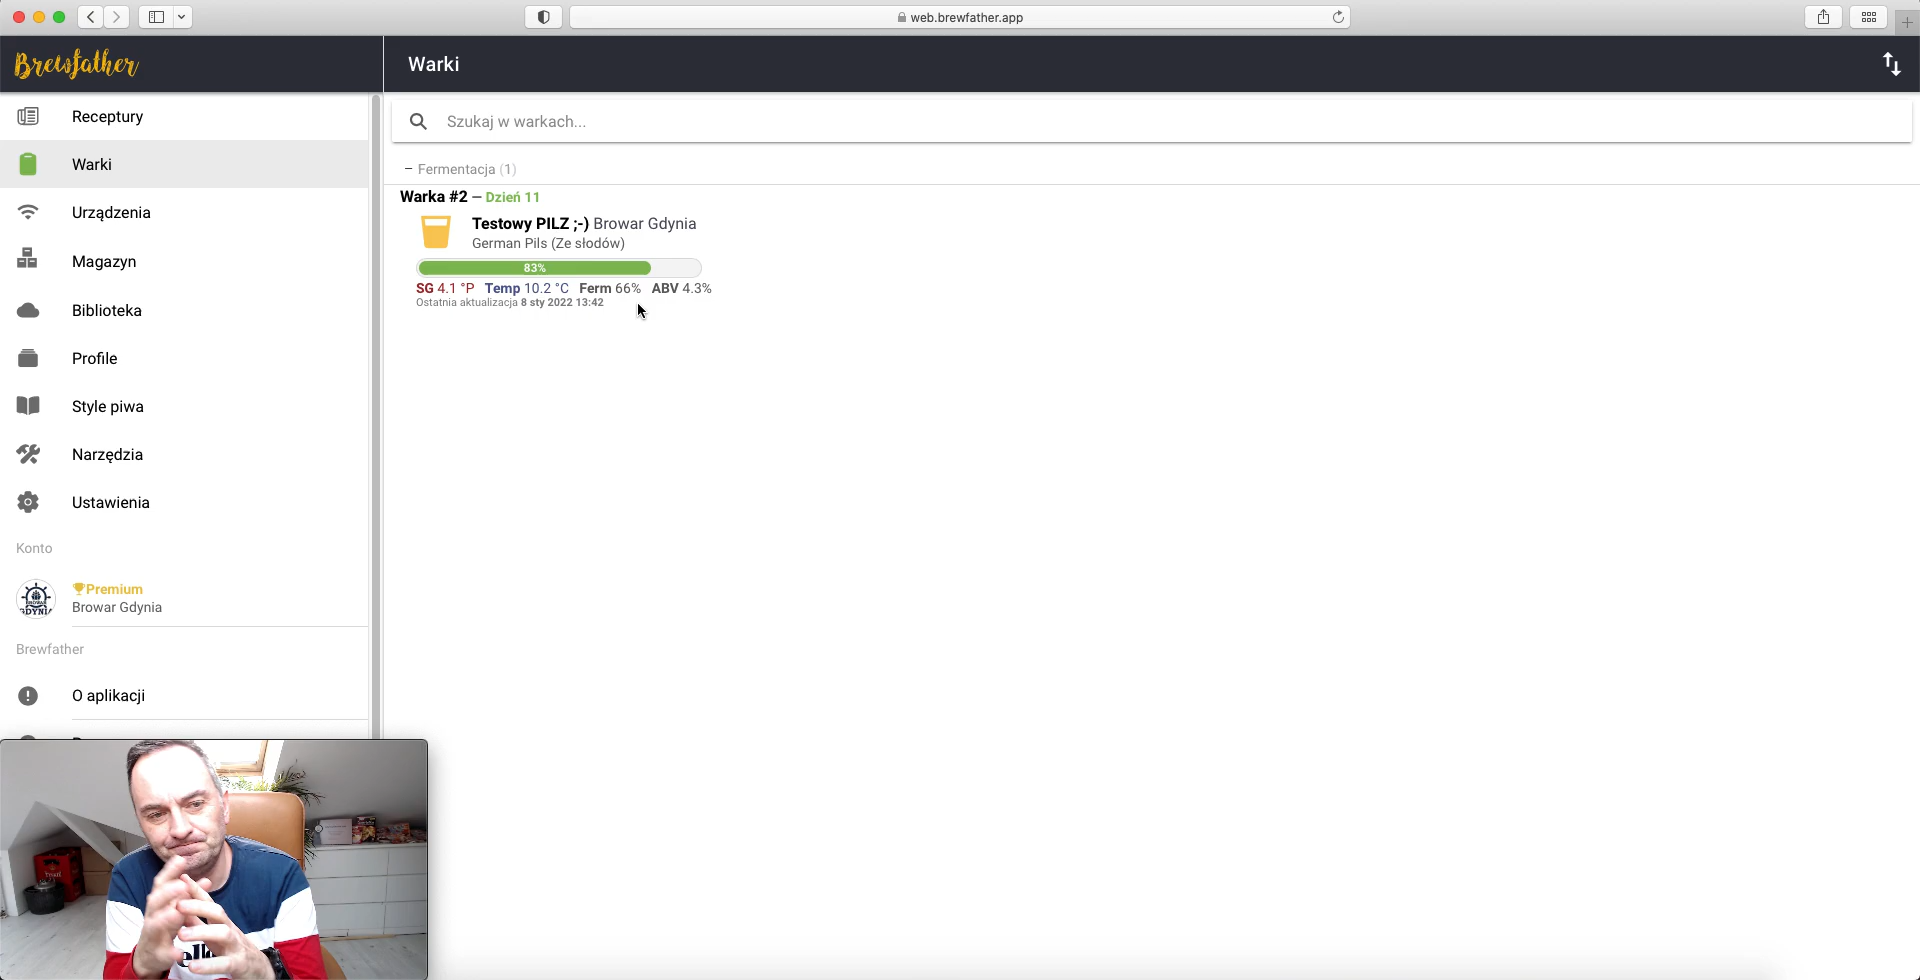 web.brewfather.app
Brewfather
Warki
Receptury
Warki
Urządzenia
Magazyn
Biblioteka
Profile
Style piwa
Narzędzia
Ustawienia
Konto
Premium
Browar Gdynia
Brewfather
O aplikacji
Szukaj w warkach...
– Fermentacja (1)
Warka #2 – Dzień 11
Testowy PILZ ;-) Browar Gdynia
German Pils (Ze słodów)
83%
SG 4.1 °P Temp 10.2 °C Ferm 66% ABV 4.3%
Ostatnia aktualizacja 8 sty 2022 13:42